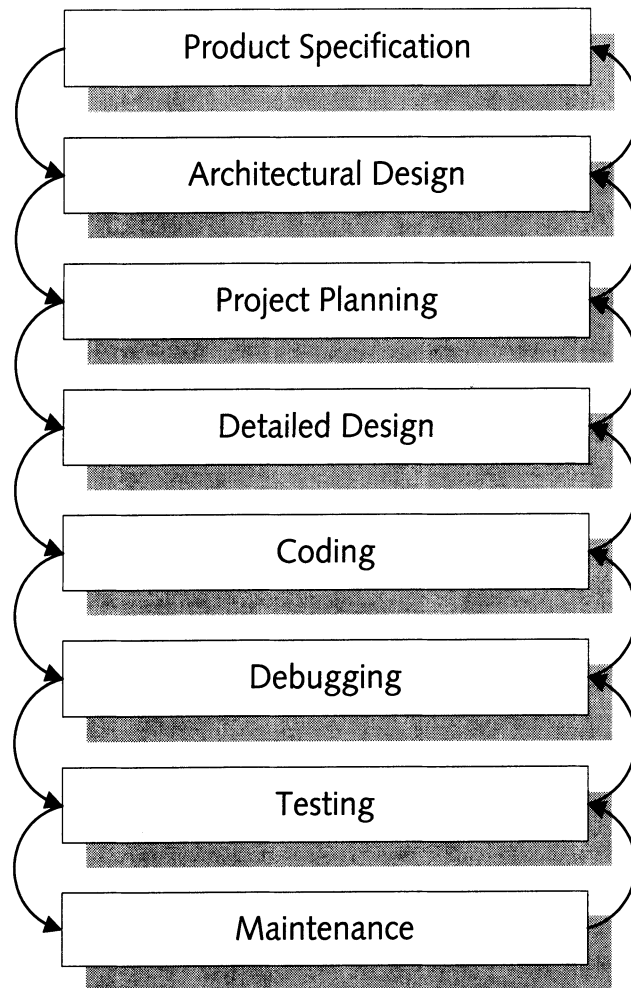 Product Specification
Architectural Design
Project Planning
Detailed Design
Coding
Debugging
Testing
Maintenance